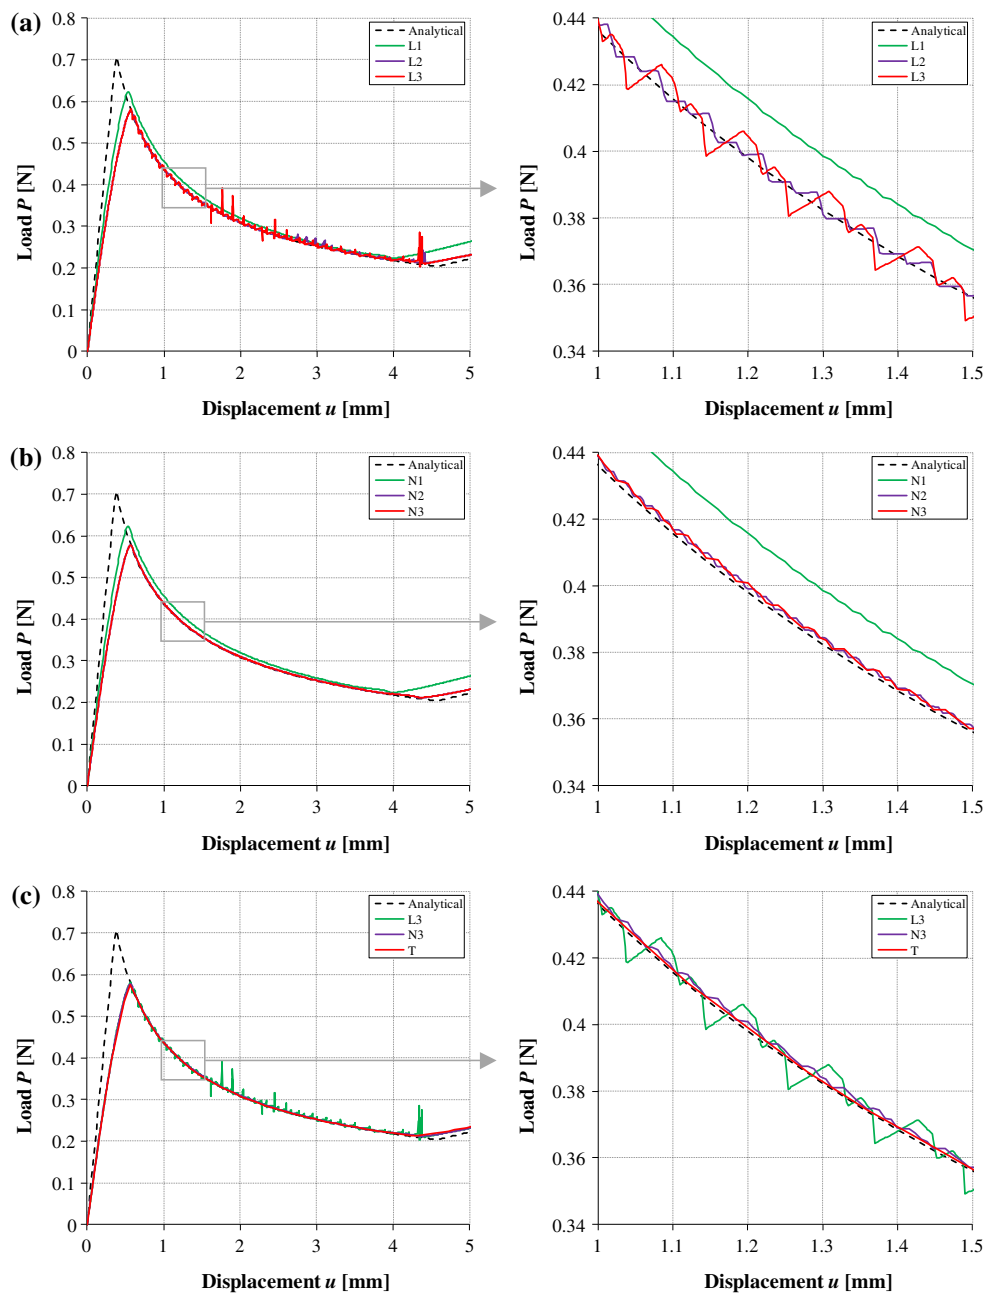 (a)
0.8
0.7
0.6
0.5
0.4
0.3
0.2
0.1
0
Load P [N]
0 1 2 3 4 5
Displacement u [mm]
Analytical
L1
L2
L3
0.44
0.42
0.4
0.38
0.36
0.34
Load P [N]
1 1.1 1.2 1.3 1.4 1.5
Displacement u [mm]
Analytical
L1
L2
L3
(b)
0.8
0.7
0.6
0.5
0.4
0.3
0.2
0.1
0
Load P [N]
0 1 2 3 4 5
Displacement u [mm]
Analytical
N1
N2
N3
0.44
0.42
0.4
0.38
0.36
0.34
Load P [N]
1 1.1 1.2 1.3 1.4 1.5
Displacement u [mm]
Analytical
N1
N2
N3
(c)
0.8
0.7
0.6
0.5
0.4
0.3
0.2
0.1
0
Load P [N]
0 1 2 3 4 5
Displacement u [mm]
Analytical
L3
N3
T
0.44
0.42
0.4
0.38
0.36
0.34
Load P [N]
1 1.1 1.2 1.3 1.4 1.5
Displacement u [mm]
Analytical
L3
N3
T